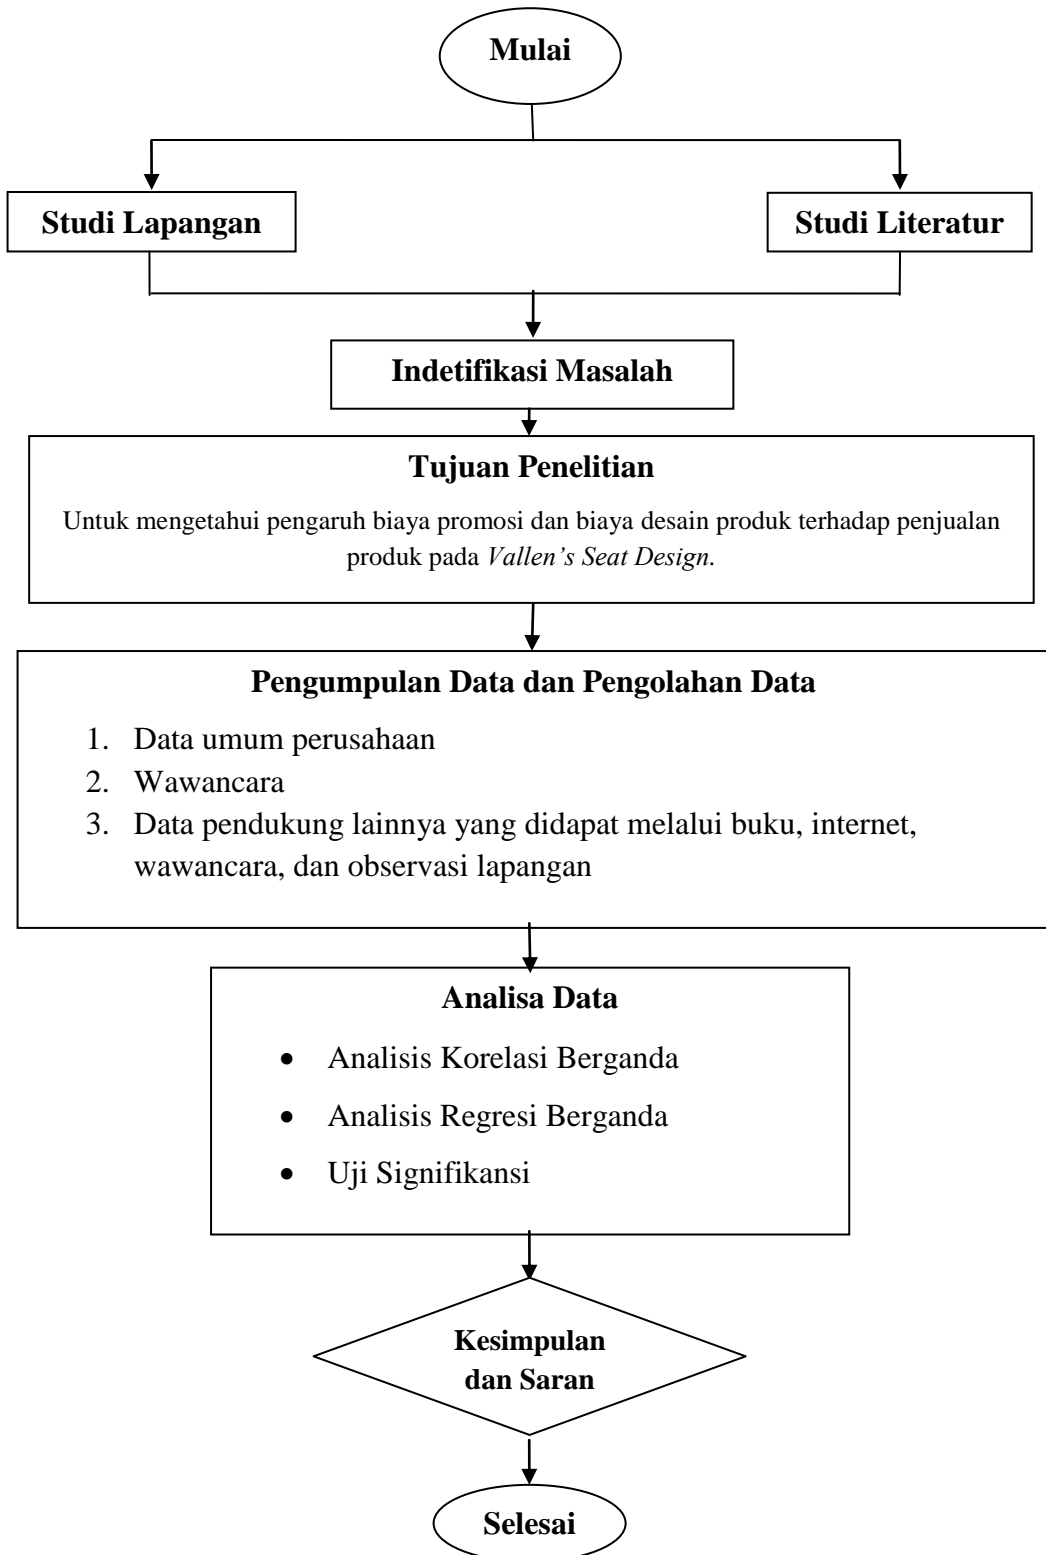 Mulai
Studi Lapangan
Studi Literatur
Indetifikasi Masalah
Tujuan Penelitian
Untuk mengetahui pengaruh biaya promosi dan biaya desain produk terhadap penjualan
produk pada Vallen’s Seat Design.
Pengumpulan Data dan Pengolahan Data
1. Data umum perusahaan
2. Wawancara
3. Data pendukung lainnya yang didapat melalui buku, internet,
wawancara, dan observasi lapangan
Analisa Data
• Analisis Korelasi Berganda
• Analisis Regresi Berganda
• Uji Signifikansi
Kesimpulan
dan Saran
Selesai